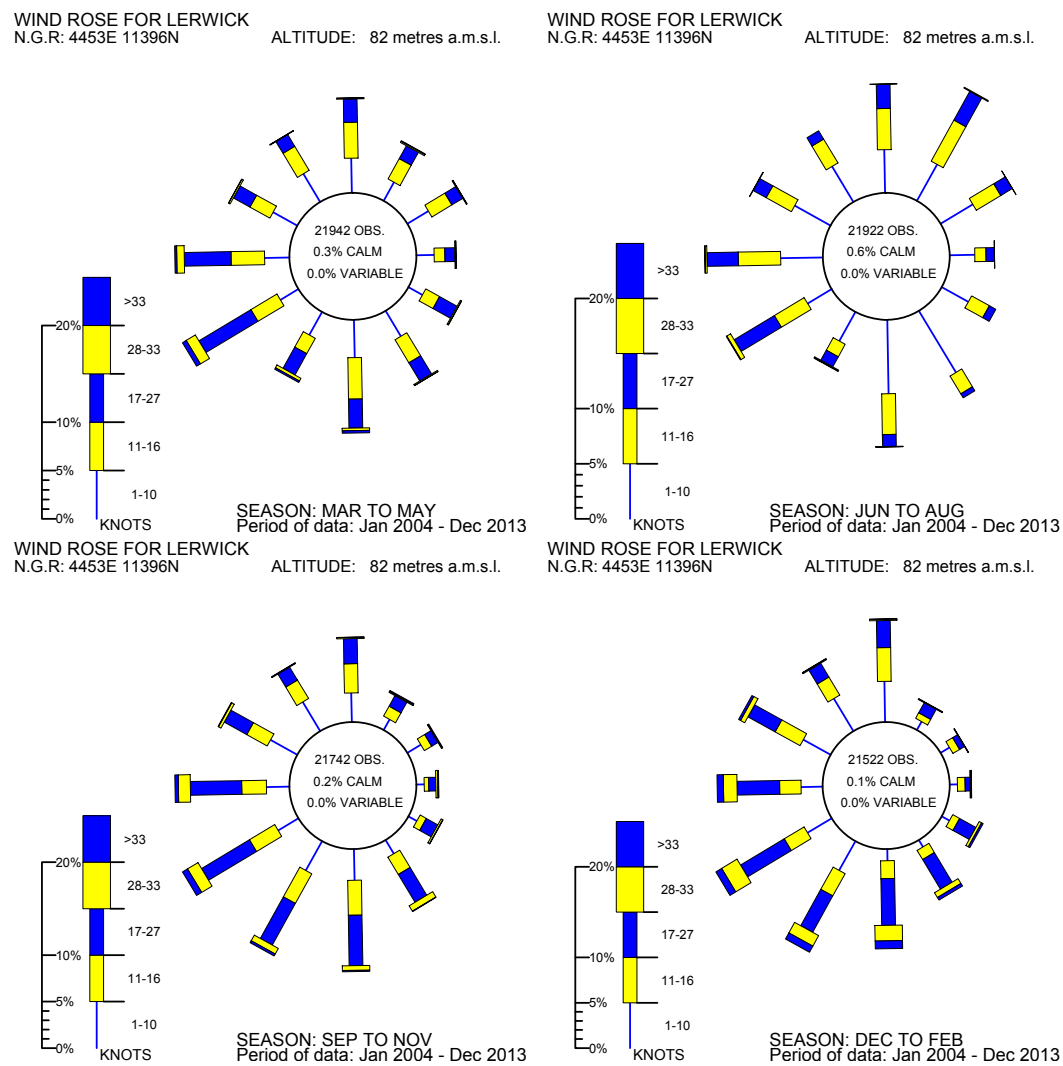 WIND ROSE FOR LERWICK
N.G.R: 4453E 11396N ALTITUDE: 82 metres a.m.s.l.
21942 OBS.
0.3% CALM
0.0% VARIABLE
>33
20%
28-33
17-27
10%
11-16
5%
1-10
0%
KNOTS
SEASON: MAR TO MAY
Period of data: Jan 2004 - Dec 2013
WIND ROSE FOR LERWICK
N.G.R: 4453E 11396N ALTITUDE: 82 metres a.m.s.l.
21922 OBS.
0.6% CALM
0.0% VARIABLE
>33
20%
28-33
17-27
10%
11-16
5%
1-10
0%
KNOTS
SEASON: JUN TO AUG
Period of data: Jan 2004 - Dec 2013
WIND ROSE FOR LERWICK
N.G.R: 4453E 11396N ALTITUDE: 82 metres a.m.s.l.
21742 OBS.
0.2% CALM
0.0% VARIABLE
>33
20%
28-33
17-27
10%
11-16
5%
1-10
0%
KNOTS
SEASON: SEP TO NOV
Period of data: Jan 2004 - Dec 2013
WIND ROSE FOR LERWICK
N.G.R: 4453E 11396N ALTITUDE: 82 metres a.m.s.l.
21522 OBS.
0.1% CALM
0.0% VARIABLE
>33
20%
28-33
17-27
10%
11-16
5%
1-10
0%
KNOTS
SEASON: DEC TO FEB
Period of data: Jan 2004 - Dec 2013